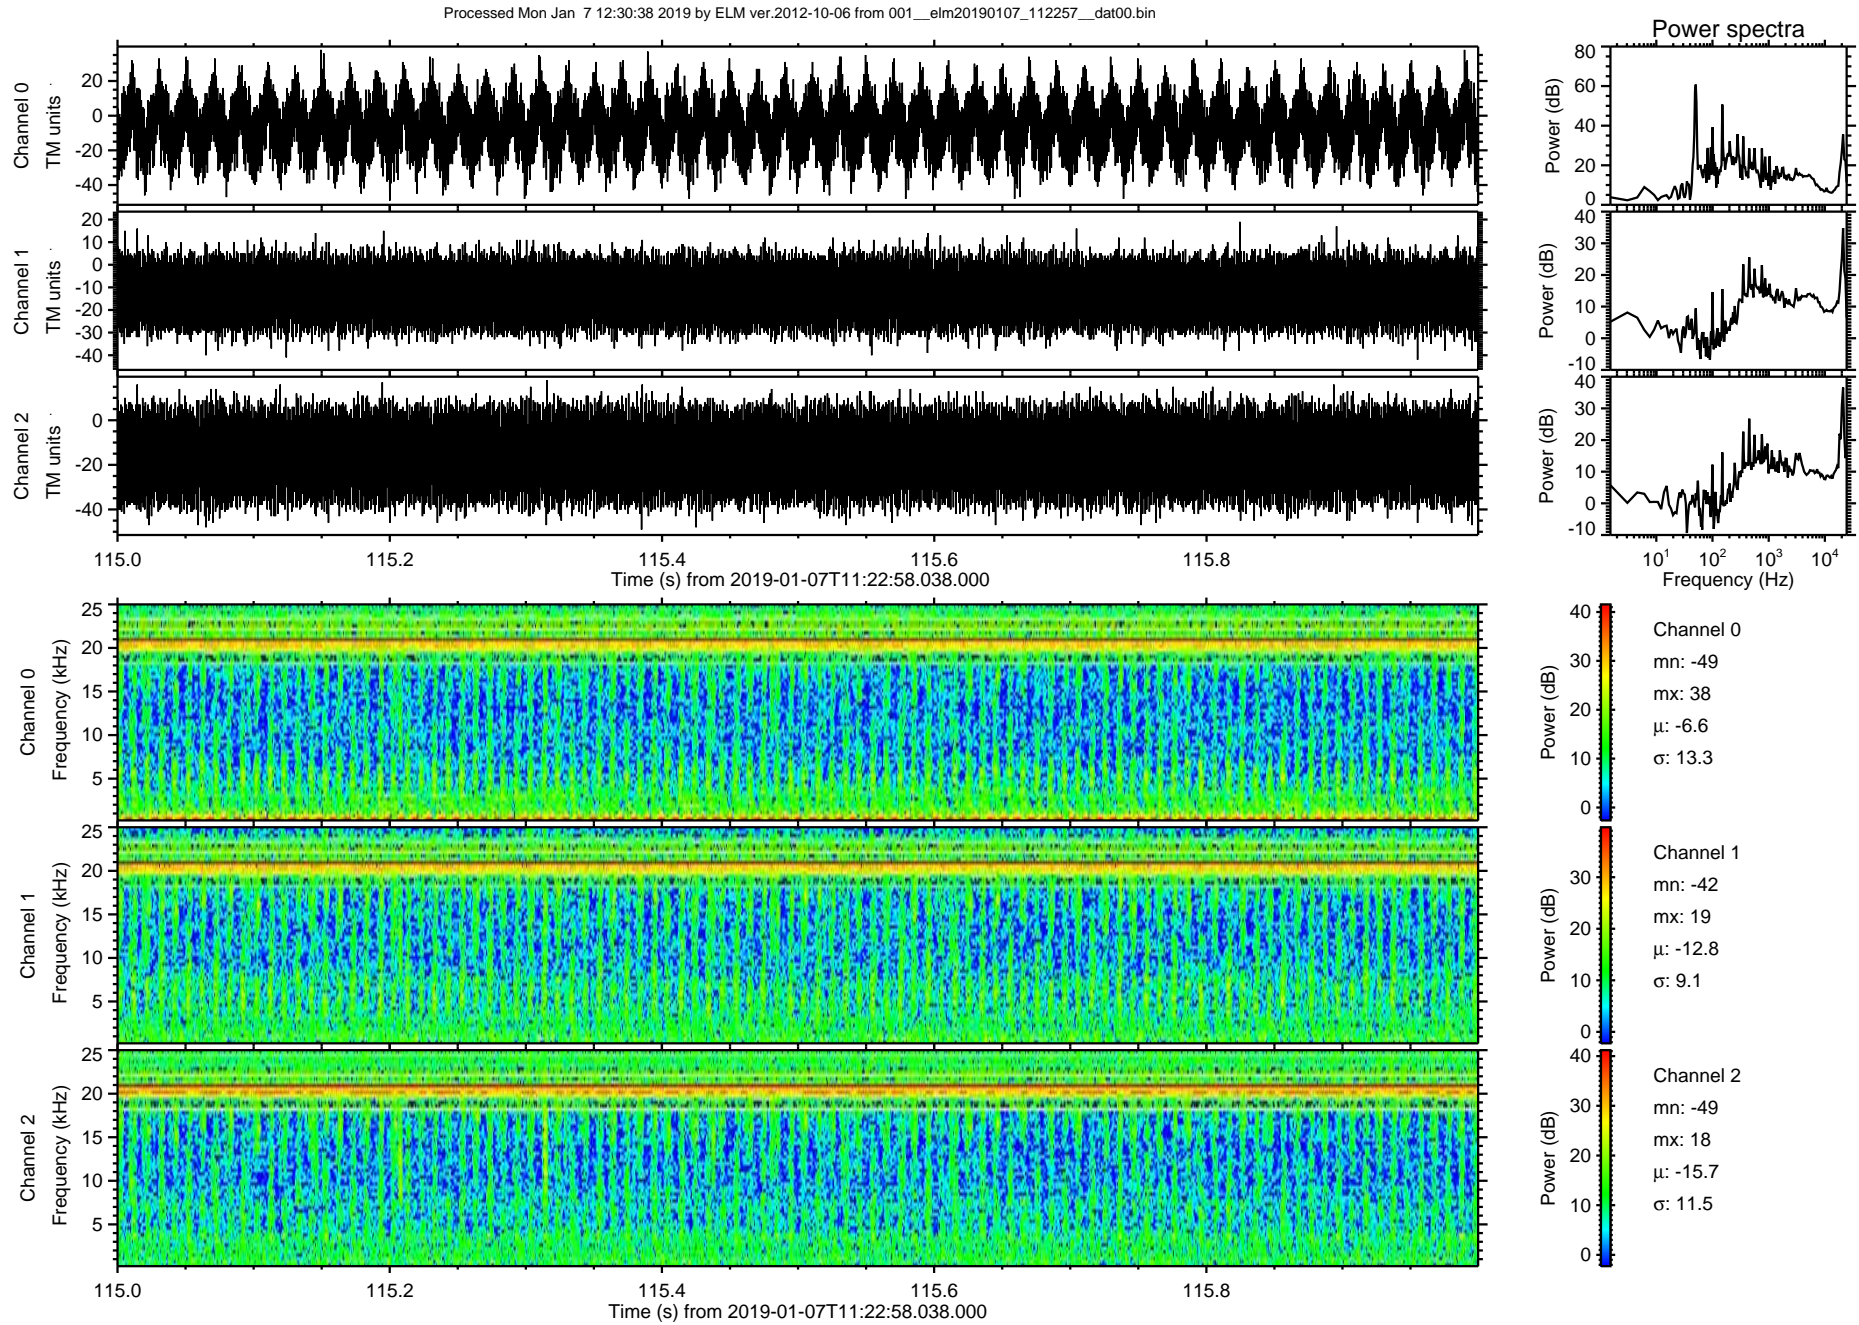 Processed Mon Jan 7 12:30:38 2019 by ELM ver.2012-10-06 from 001__elm20190107_112257__dat00.bin
Power spectra
Channel 0
TM units
20
0
-20
-40
Power (dB)
80
60
40
20
0
Channel 1
TM units
20
10
0
-10
-20
-30
-40
Power (dB)
40
30
20
10
0
-10
Channel 2
TM units
0
-20
-40
Power (dB)
40
30
20
10
0
-10
115.0 115.2 115.4 115.6 115.8
Time (s) from 2019-01-07T11:22:58.038.000
10^1 10^2 10^3 10^4
Frequency (Hz)
Channel 0
Frequency (kHz)
25
20
15
10
5
Power (dB)
40
30
20
10
0
Channel 0
mn: -49
mx: 38
μ: -6.6
σ: 13.3
Channel 1
Frequency (kHz)
25
20
15
10
5
Power (dB)
30
20
10
0
Channel 1
mn: -42
mx: 19
μ: -12.8
σ: 9.1
Channel 2
Frequency (kHz)
25
20
15
10
5
Power (dB)
40
30
20
10
0
Channel 2
mn: -49
mx: 18
μ: -15.7
σ: 11.5
115.0 115.2 115.4 115.6 115.8
Time (s) from 2019-01-07T11:22:58.038.000